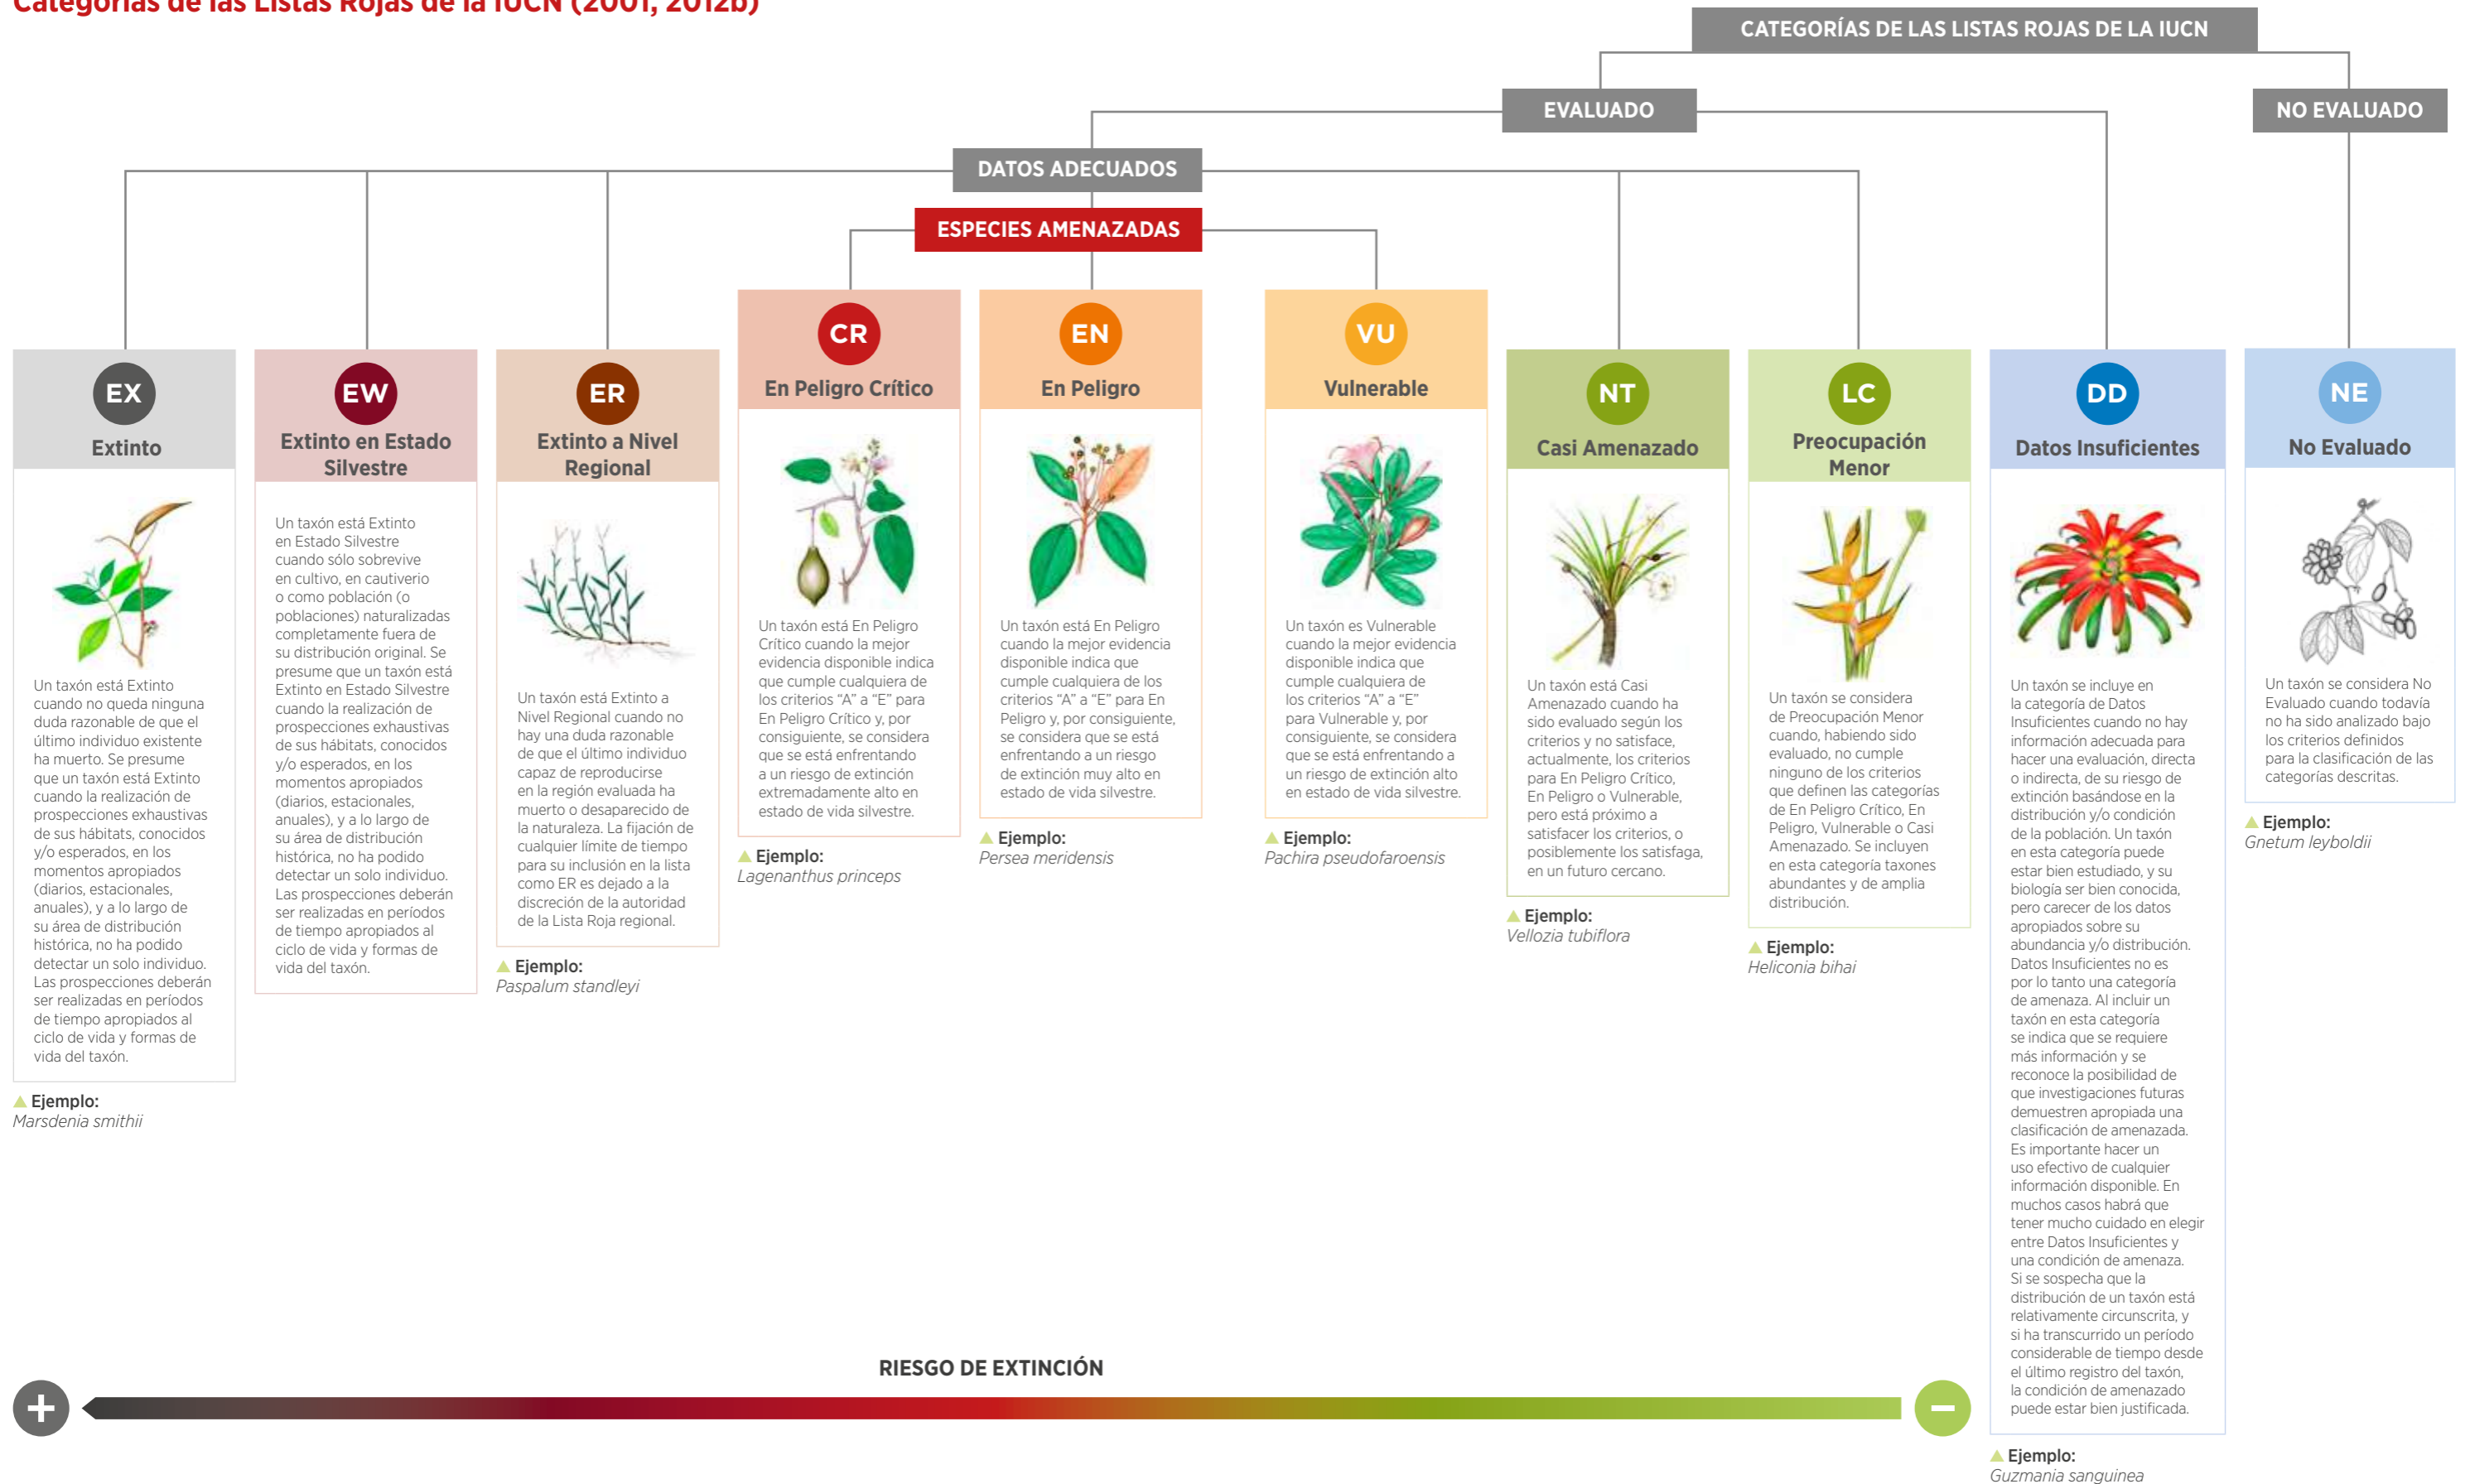 Categorías de las Listas Rojas de la IUCN (2001, 2012b)
CATEGORÍAS DE LAS LISTAS ROJAS DE LA IUCN
EVALUADO
NO EVALUADO
DATOS ADECUADOS
ESPECIES AMENAZADAS
EX
Extinto
Un taxón está Extinto
cuando no queda ninguna
duda razonable de que el
último individuo existente
ha muerto. Se presume
que un taxón está Extinto
cuando la realización de
prospecciones exhaustivas
de sus hábitats, conocidos
y/o esperados, en los
momentos apropiados
(diarios, estacionales,
anuales), y a lo largo de
su área de distribución
histórica, no ha podido
detectar un solo individuo.
Las prospecciones deberán
ser realizadas en períodos
de tiempo apropiados al
ciclo de vida y formas de
vida del taxón.
Ejemplo:
Marsdenia smithii
EW
Extinto en Estado
Silvestre
Un taxón está Extinto
en Estado Silvestre
cuando sólo sobrevive
en cultivo, en cautiverio
o como población (o
poblaciones) naturalizadas
completamente fuera de
su distribución original. Se
presume que un taxón está
Extinto en Estado Silvestre
cuando la realización de
prospecciones exhaustivas
de sus hábitats, conocidos
y/o esperados, en los
momentos apropiados
(diarios, estacionales,
anuales), y a lo largo de
su área de distribución
histórica, no ha podido
detectar un solo individuo.
Las prospecciones deberán
ser realizadas en períodos
de tiempo apropiados al
ciclo de vida y formas de
vida del taxón.
ER
Extinto a Nivel
Regional
Un taxón está Extinto a
Nivel Regional cuando no
hay una duda razonable
de que el último individuo
capaz de reproducirse
en la región evaluada ha
muerto o desaparecido de
la naturaleza. La fijación de
cualquier límite de tiempo
para su inclusión en la lista
como ER es dejado a la
discreción de la autoridad
de la Lista Roja regional.
Ejemplo:
Paspalum standleyi
CR
En Peligro Crítico
Un taxón está En Peligro
Crítico cuando la mejor
evidencia disponible indica
que cumple cualquiera de
los criterios “A” a “E” para
En Peligro Crítico y, por
consiguiente, se considera
que se está enfrentando
a un riesgo de extinción
extremadamente alto en
estado de vida silvestre.
Ejemplo:
Lagenanthus princeps
EN
En Peligro
Un taxón está En Peligro
cuando la mejor evidencia
disponible indica que
cumple cualquiera de los
criterios “A” a “E” para En
Peligro y, por consiguiente,
se considera que se está
enfrentando a un riesgo
de extinción muy alto en
estado de vida silvestre.
Ejemplo:
Persea meridensis
VU
Vulnerable
Un taxón es Vulnerable
cuando la mejor evidencia
disponible indica que
cumple cualquiera de
los criterios “A” a “E”
para Vulnerable y, por
consiguiente, se considera
que se está enfrentando a
un riesgo de extinción alto
en estado de vida silvestre.
Ejemplo:
Pachira pseudofaroensis
NT
Casi Amenazado
Un taxón está Casi
Amenazado cuando ha
sido evaluado según los
criterios y no satisface,
actualmente, los criterios
para En Peligro Crítico,
En Peligro o Vulnerable,
pero está próximo a
satisfacer los criterios, o
posiblemente los satisfaga,
en un futuro cercano.
Ejemplo:
Vellozia tubiflora
LC
Preocupación
Menor
Un taxón se considera
de Preocupación Menor
cuando, habiendo sido
evaluado, no cumple
ninguno de los criterios
que definen las categorías
de En Peligro Crítico, En
Peligro, Vulnerable o Casi
Amenazado. Se incluyen
en esta categoría taxones
abundantes y de amplia
distribución.
Ejemplo:
Heliconia bihai
DD
Datos Insuficientes
Un taxón se incluye en
la categoría de Datos
Insuficientes cuando no hay
información adecuada para
hacer una evaluación, directa
o indirecta, de su riesgo de
extinción basándose en la
distribución y/o condición
de la población. Un taxón
en esta categoría puede
estar bien estudiado, y su
biología ser bien conocida,
pero carecer de los datos
apropiados sobre su
abundancia y/o distribución.
Datos Insuficientes no es
por lo tanto una categoría
de amenaza. Al incluir un
taxón en esta categoría
se indica que se requiere
más información y se
reconoce la posibilidad de
que investigaciones futuras
demuestren apropiada una
clasificación de amenazada.
Es importante hacer un
uso efectivo de cualquier
información disponible. En
muchos casos habrá que
tener mucho cuidado en elegir
entre Datos Insuficientes y
una condición de amenaza.
Si se sospecha que la
distribución de un taxón está
relativamente circunscrita, y
si ha transcurrido un período
considerable de tiempo desde
el último registro del taxón,
la condición de amenazado
puede estar bien justificada.
Ejemplo:
Guzmania sanguinea
NE
No Evaluado
Un taxón se considera No
Evaluado cuando todavía
no ha sido analizado bajo
los criterios definidos
para la clasificación de las
categorías descritas.
Ejemplo:
Gnetum leyboldii
RIESGO DE EXTINCIÓN
+
−